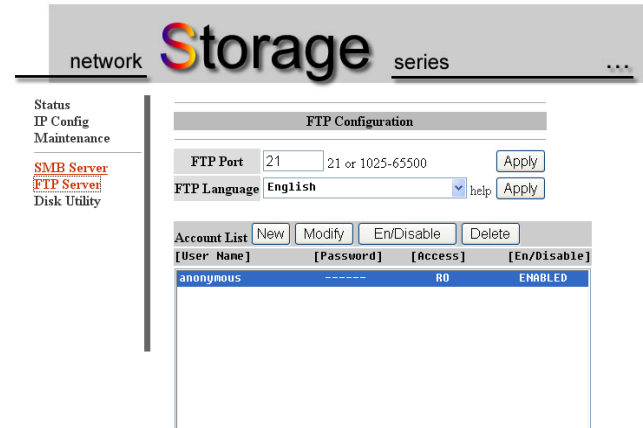 network Storage series ...
Status
IP Config
Maintenance
SMB Server
FTP Server
Disk Utility
FTP Configuration
FTP Port 21 21 or 1025-65500 Apply
FTP Language English help Apply
Account List New Modify En/Disable Delete
[User Name] [Password] [Access] [En/Disable]
anonymous ------ RO ENABLED